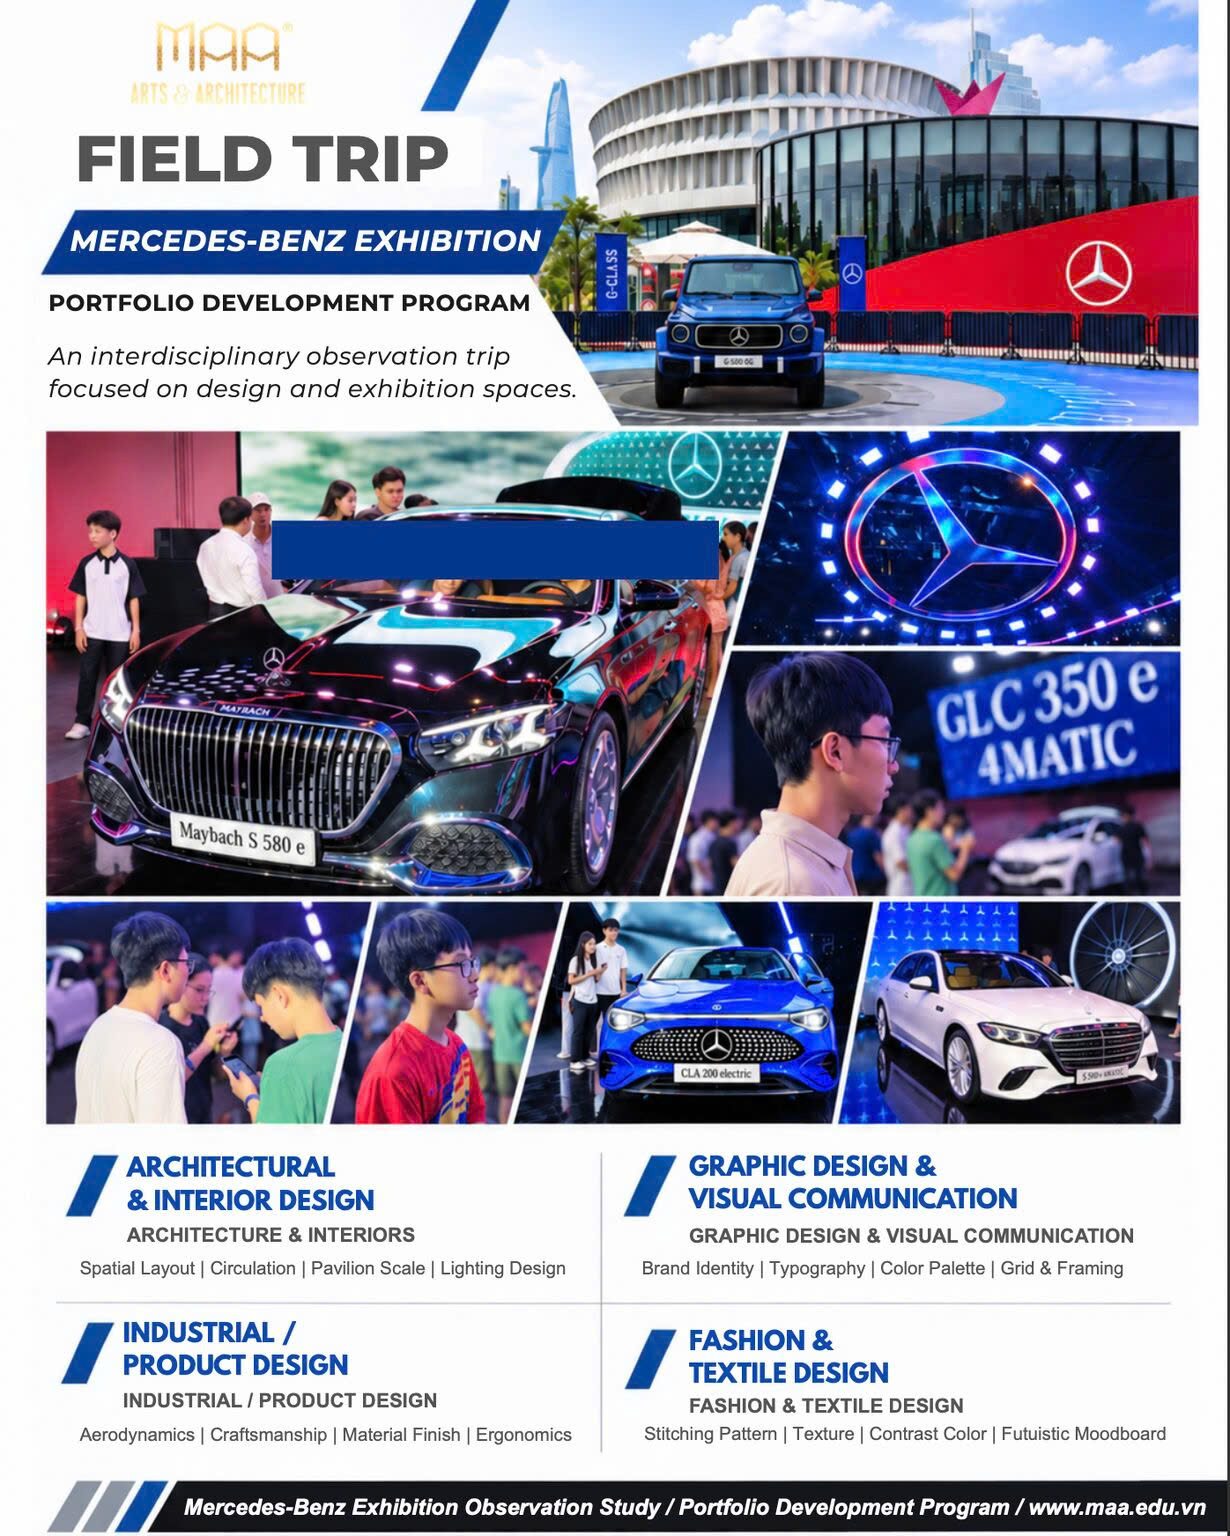 MAA®
ARTS & ARCHITECTURE
FIELD TRIP
MERCEDES-BENZ EXHIBITION
PORTFOLIO DEVELOPMENT PROGRAM
An interdisciplinary observation trip
focused on design and exhibition spaces.
G-CLASS
G-580 OG
MAYBACH
Maybach S 580 e
GLC 350 e
4MATIC
CLA 200 electric
ARCHITECTURAL
& INTERIOR DESIGN
ARCHITECTURE & INTERIORS
Spatial Layout | Circulation | Pavilion Scale | Lighting Design
GRAPHIC DESIGN &
VISUAL COMMUNICATION
GRAPHIC DESIGN & VISUAL COMMUNICATION
Brand Identity | Typography | Color Palette | Grid & Framing
INDUSTRIAL /
PRODUCT DESIGN
INDUSTRIAL / PRODUCT DESIGN
Aerodynamics | Craftsmanship | Material Finish | Ergonomics
FASHION &
TEXTILE DESIGN
FASHION & TEXTILE DESIGN
Stitching Pattern | Texture | Contrast Color | Futuistic Moodboard
Mercedes-Benz Exhibition Observation Study / Portfolio Development Program / www.maa.edu.vn